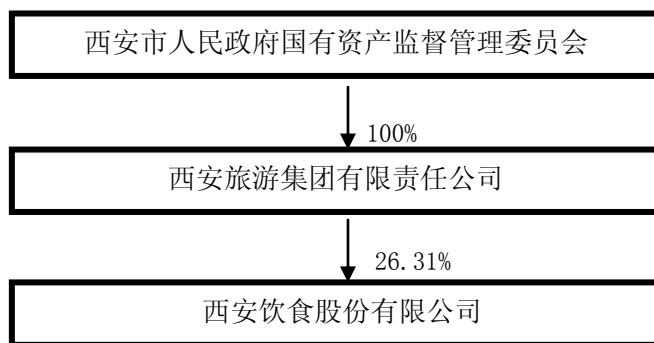 西安市人民政府国有资产监督管理委员会
100%
西安旅游集团有限责任公司
26.31%
西安饮食股份有限公司